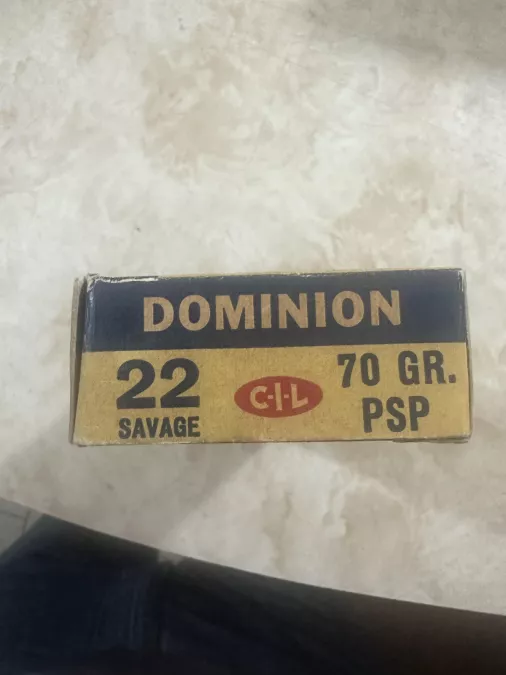 DOMINION
22
SAVAGE
C-I-L
70 GR.
PSP